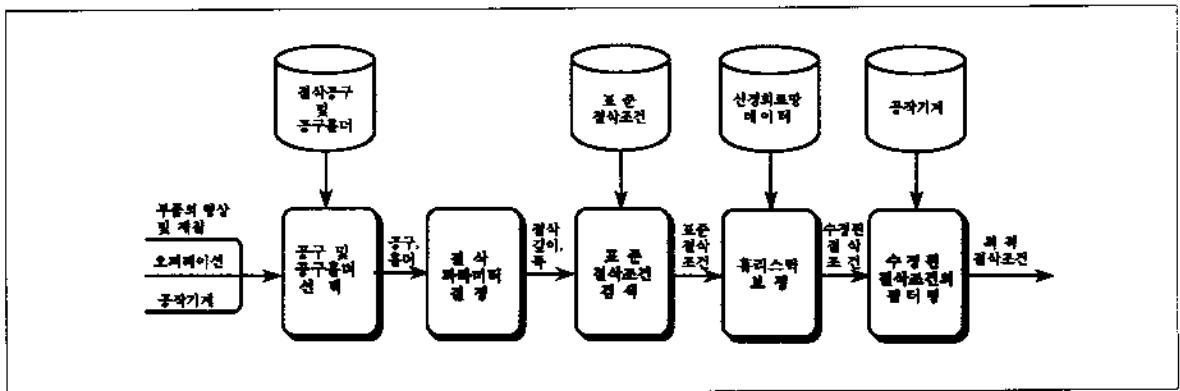 절삭공구
및
공구홀더
표 준
절삭조건
신경회로망
데이터
공작기계
부품의 형상
및 재질
오퍼레이션
공작기계
공구 및
공구홀더
선 택
공구,
홀더
절 삭
파라미터
결 정
절삭
깊이,
폭
표 준
절삭조건
검 색
표준
절삭
조건
휴리스틱
보 정
수정된
절 삭
조 건
수 정 된
절삭조건의
필 터 링
최 적
절삭조건